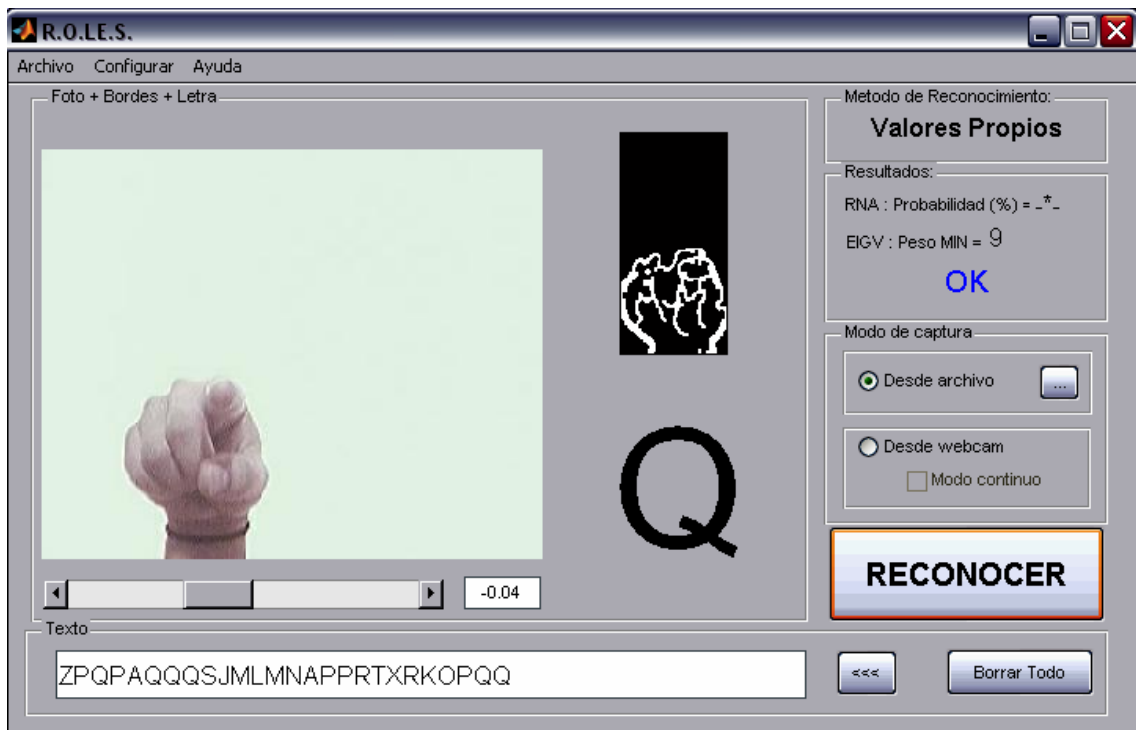 R.O.LE.S.
Archivo Configurar Ayuda
Foto + Bordes + Letra
Q
-0.04
Metodo de Reconocimiento:
Valores Propios
Resultados:
RNA : Probabilidad (%) = -*-
EIGV : Peso MIN = 9
OK
Modo de captura
Desde archivo
...
Desde webcam
Modo continuo
RECONOCER
Texto
ZPQPAQQQSJMLMNAPPRTXRKOPQQ
<<<
Borrar Todo